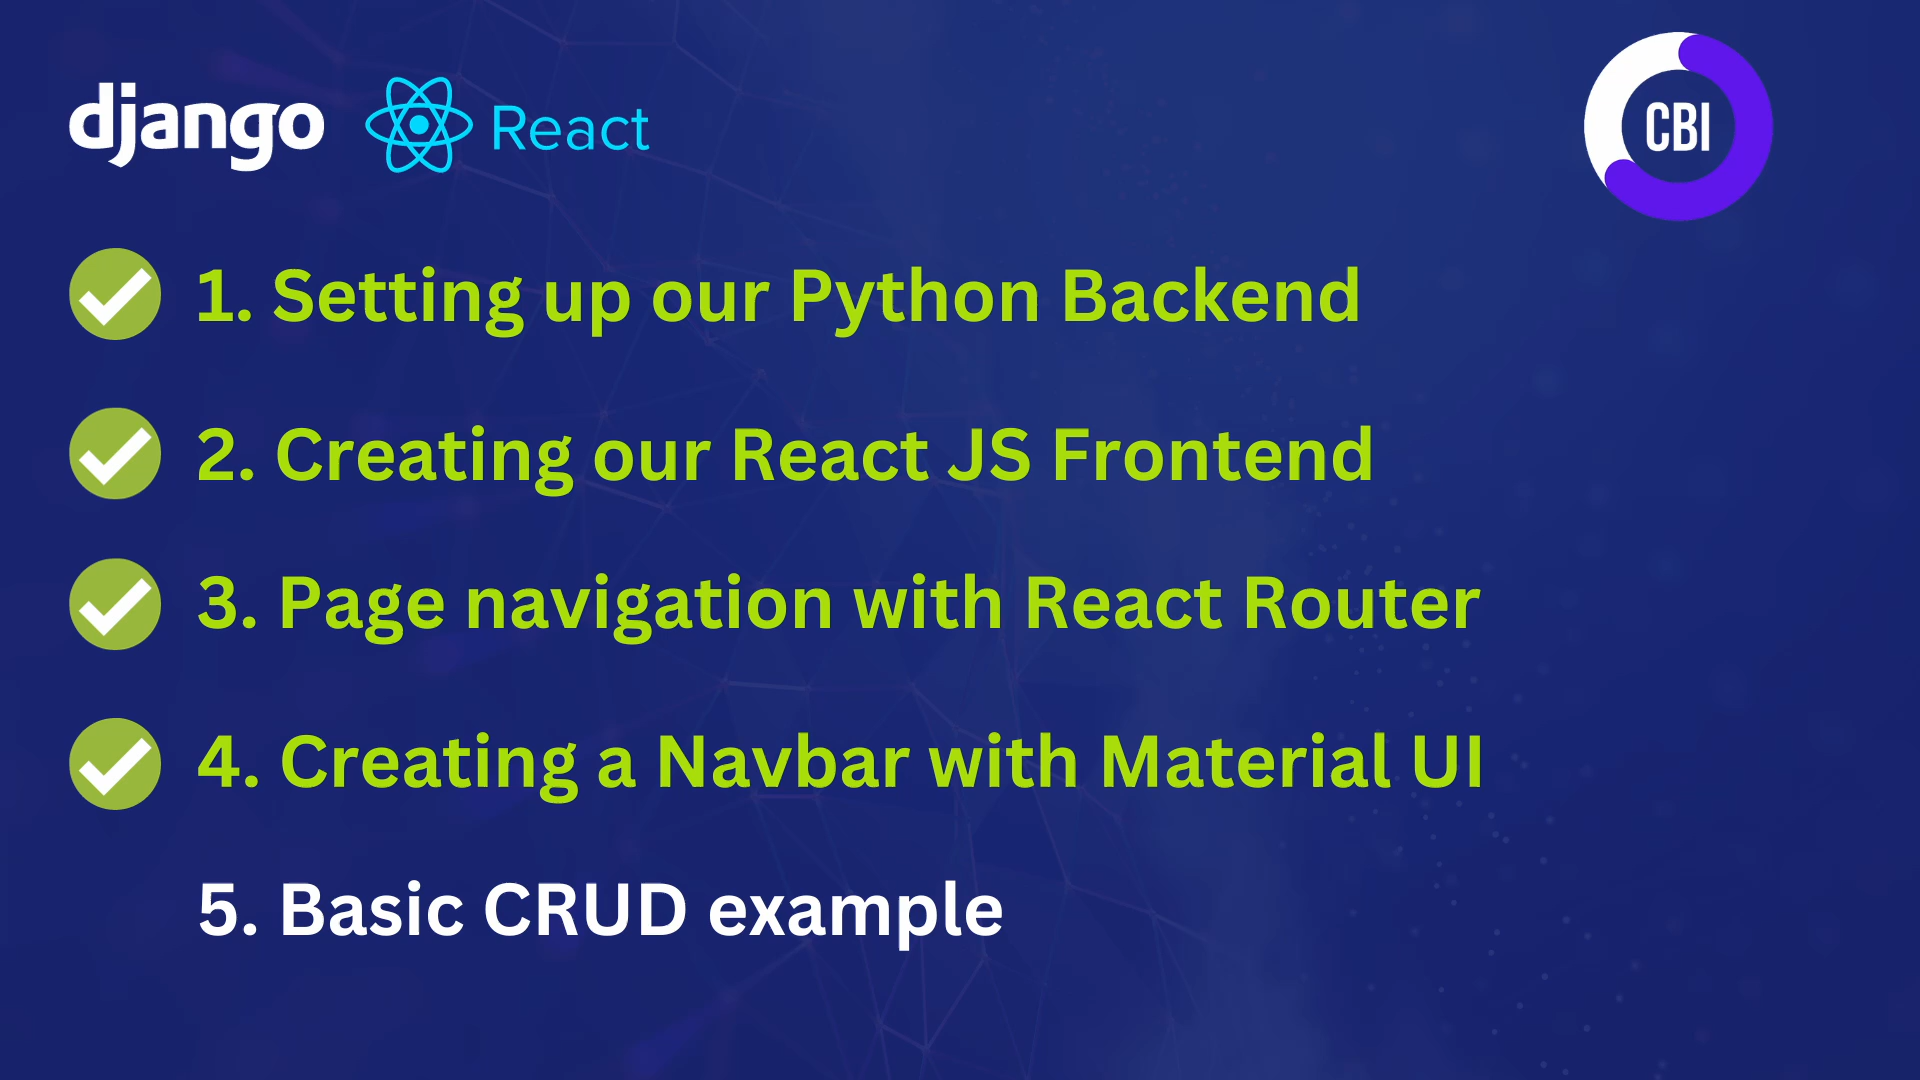 django React
CBI
1. Setting up our Python Backend
2. Creating our React JS Frontend
3. Page navigation with React Router
4. Creating a Navbar with Material UI
5. Basic CRUD example